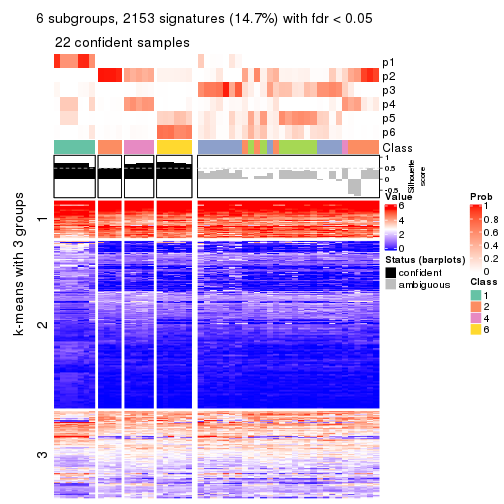 6 subgroups, 2153 signatures (14.7%) with fdr < 0.05
22 confident samples
p1
p2
p3
p4
p5
p6
Class
1
0.5
0
-0.5
Silhouette
score
k-means with 3 groups
1
2
3
Value
6
4
2
0
Status (barplots)
confident
ambiguous
Prob
1
0.8
0.6
0.4
0.2
0
Class
1
2
4
6